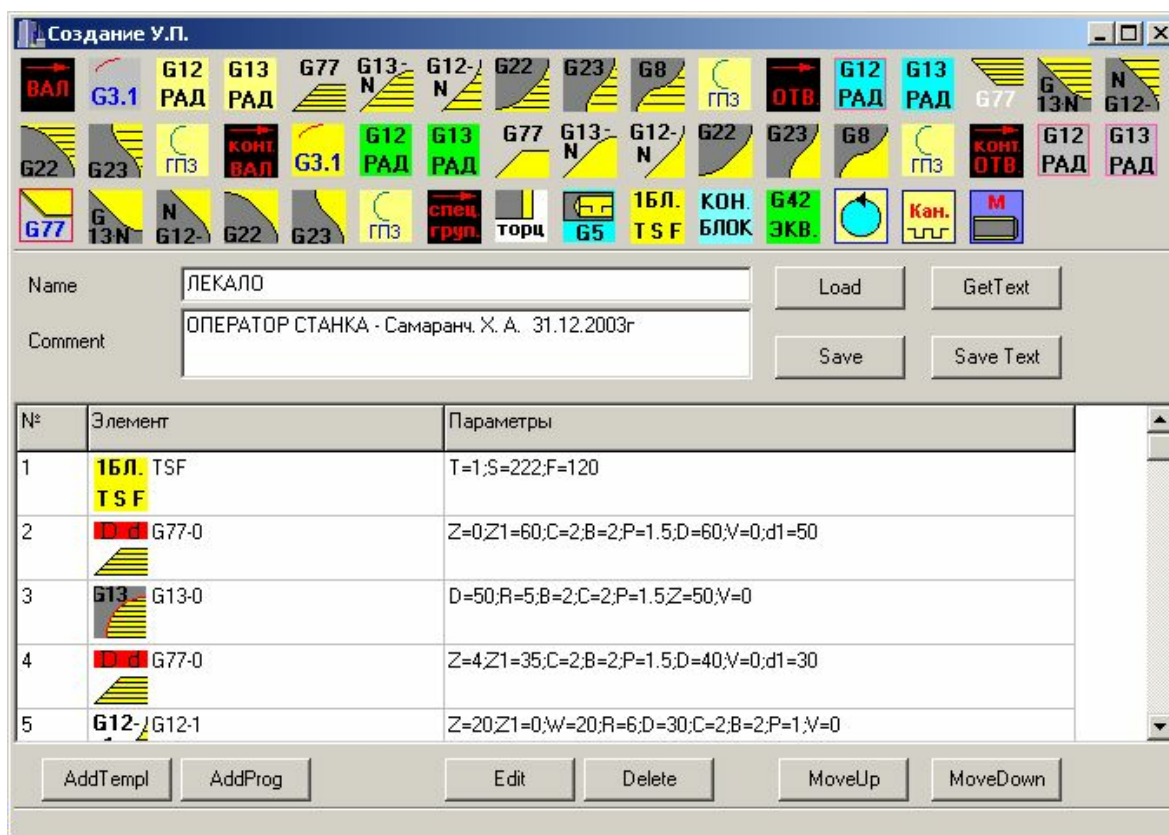 Создание У.П.
ВАЛ G3.1 G12 РАД G13 РАД G77 G13- N G12- N G22 G23 G8 ГПЗ ОТВ. G12 РАД G13 РАД G77 G 13-N N G12-
G22 G23 ГПЗ КОНТ. ВАЛ G3.1 G12 РАД G13 РАД G77 G13- N G12- N G22 G23 G8 ГПЗ КОНТ. ОТВ. G12 РАД G13 РАД
G77 G 13-N N G12- G22 G23 ГПЗ спец. груп. торц G5 1БЛ. T S F КОН. БЛОК G42 ЭКВ. Кан. М
Name ЛЕКАЛО Load GetText
Comment ОПЕРАТОР СТАНКА - Самаранч. Х. А. 31.12.2003г
Save Save Text
№ Элемент Параметры
1 1БЛ. T S F TSF T=1;S=222;F=120
2 D d G77-0 Z=0;Z1=60;C=2;B=2;P=1.5;D=60;V=0;d1=50
3 G13- G13-0 D=50;R=5;B=2;C=2;P=1.5;Z=50;V=0
4 D d G77-0 Z=4;Z1=35;C=2;B=2;P=1.5;D=40;V=0;d1=30
5 G12- G12-1 Z=20;Z1=0;W=20;R=6;D=30;C=2;B=2;P=1;V=0
AddTempl AddProg Edit Delete MoveUp MoveDown